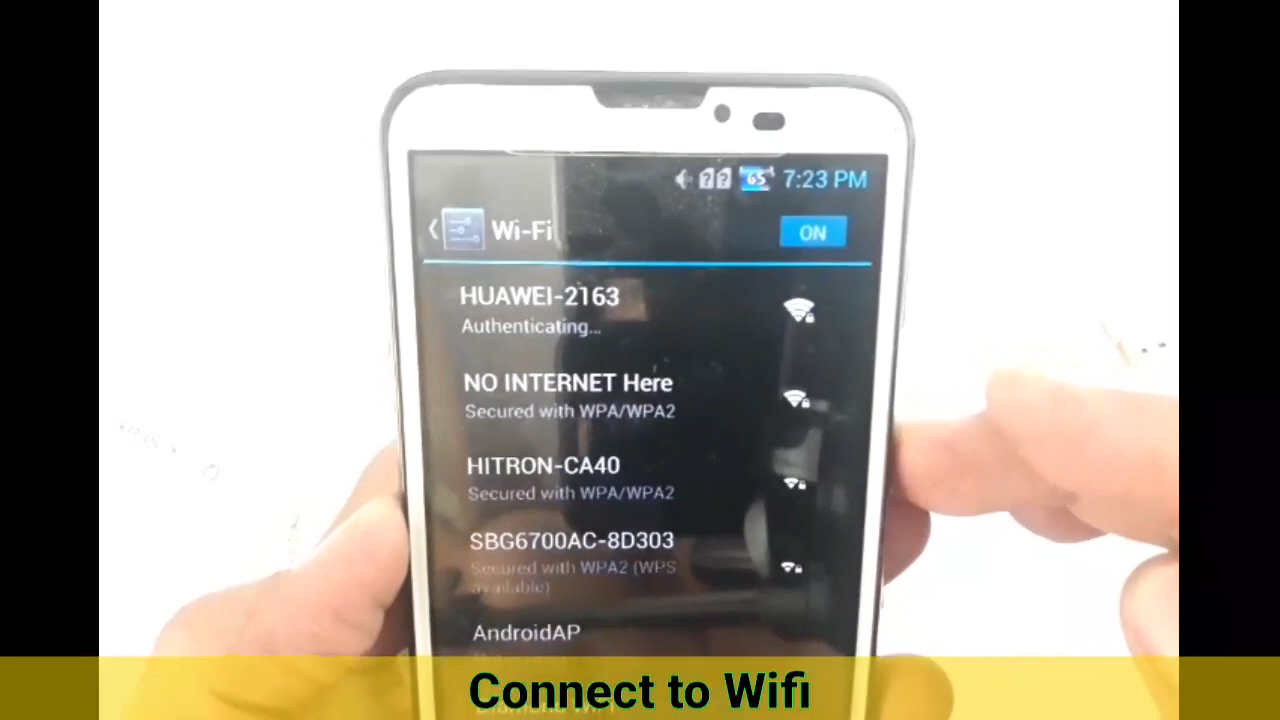 65 7:23 PM
Wi-Fi ON
HUAWEI-2163
Authenticating...
NO INTERNET Here
Secured with WPA/WPA2
HITRON-CA40
Secured with WPA/WPA2
SBG6700AC-8D303
Secured with WPA2 (WPS
available)
AndroidAP
Connect to Wifi